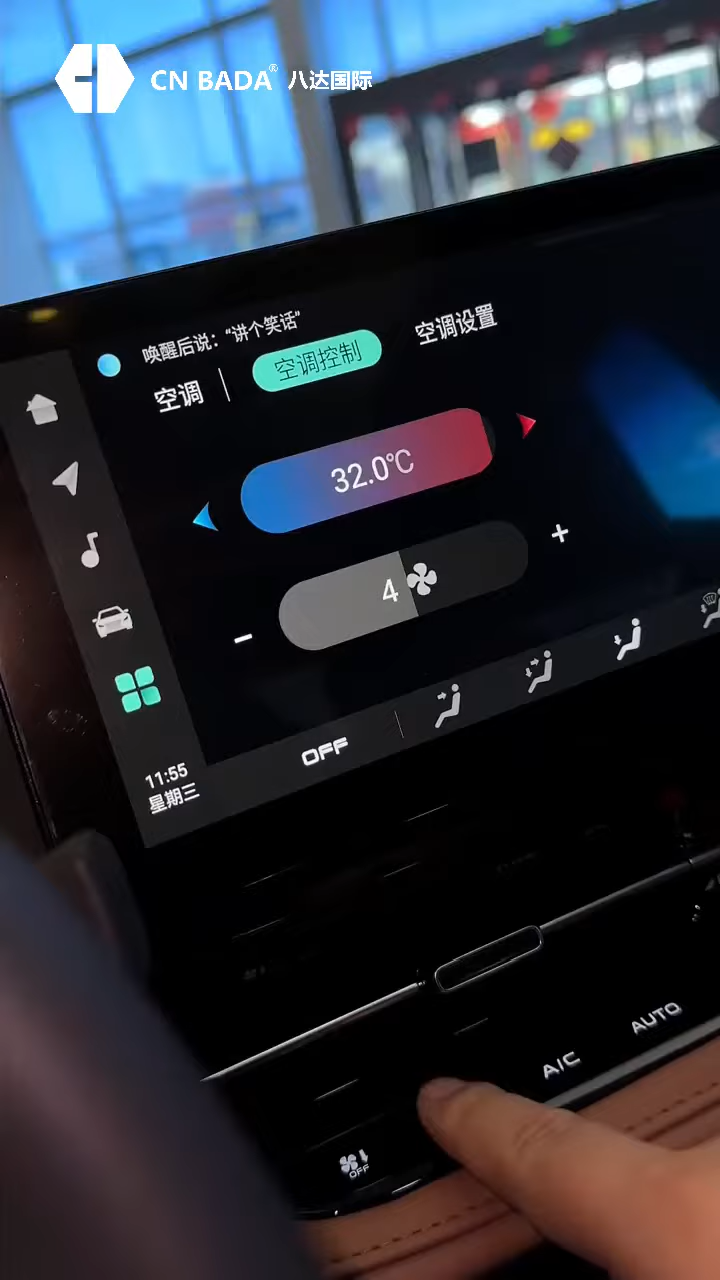 CN BADA® 八达国际
唤醒后说：“讲个笑话”
空调 | 空调控制 空调设置
32.0℃
4
- +
OFF
11:55
星期三
A/C AUTO
OFF